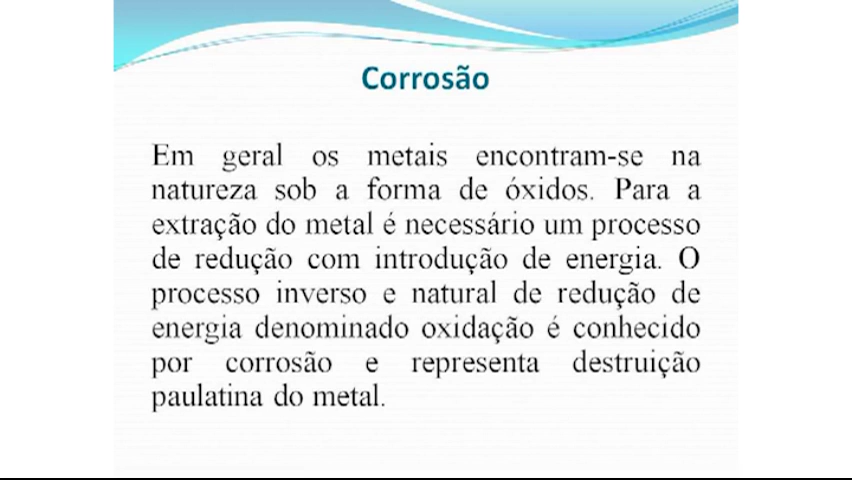 Corrosão
Em geral os metais encontram-se na
natureza sob a forma de óxidos. Para a
extração do metal é necessário um processo
de redução com introdução de energia. O
processo inverso e natural de redução de
energia denominado oxidação é conhecido
por corrosão e representa destruição
paulatina do metal.